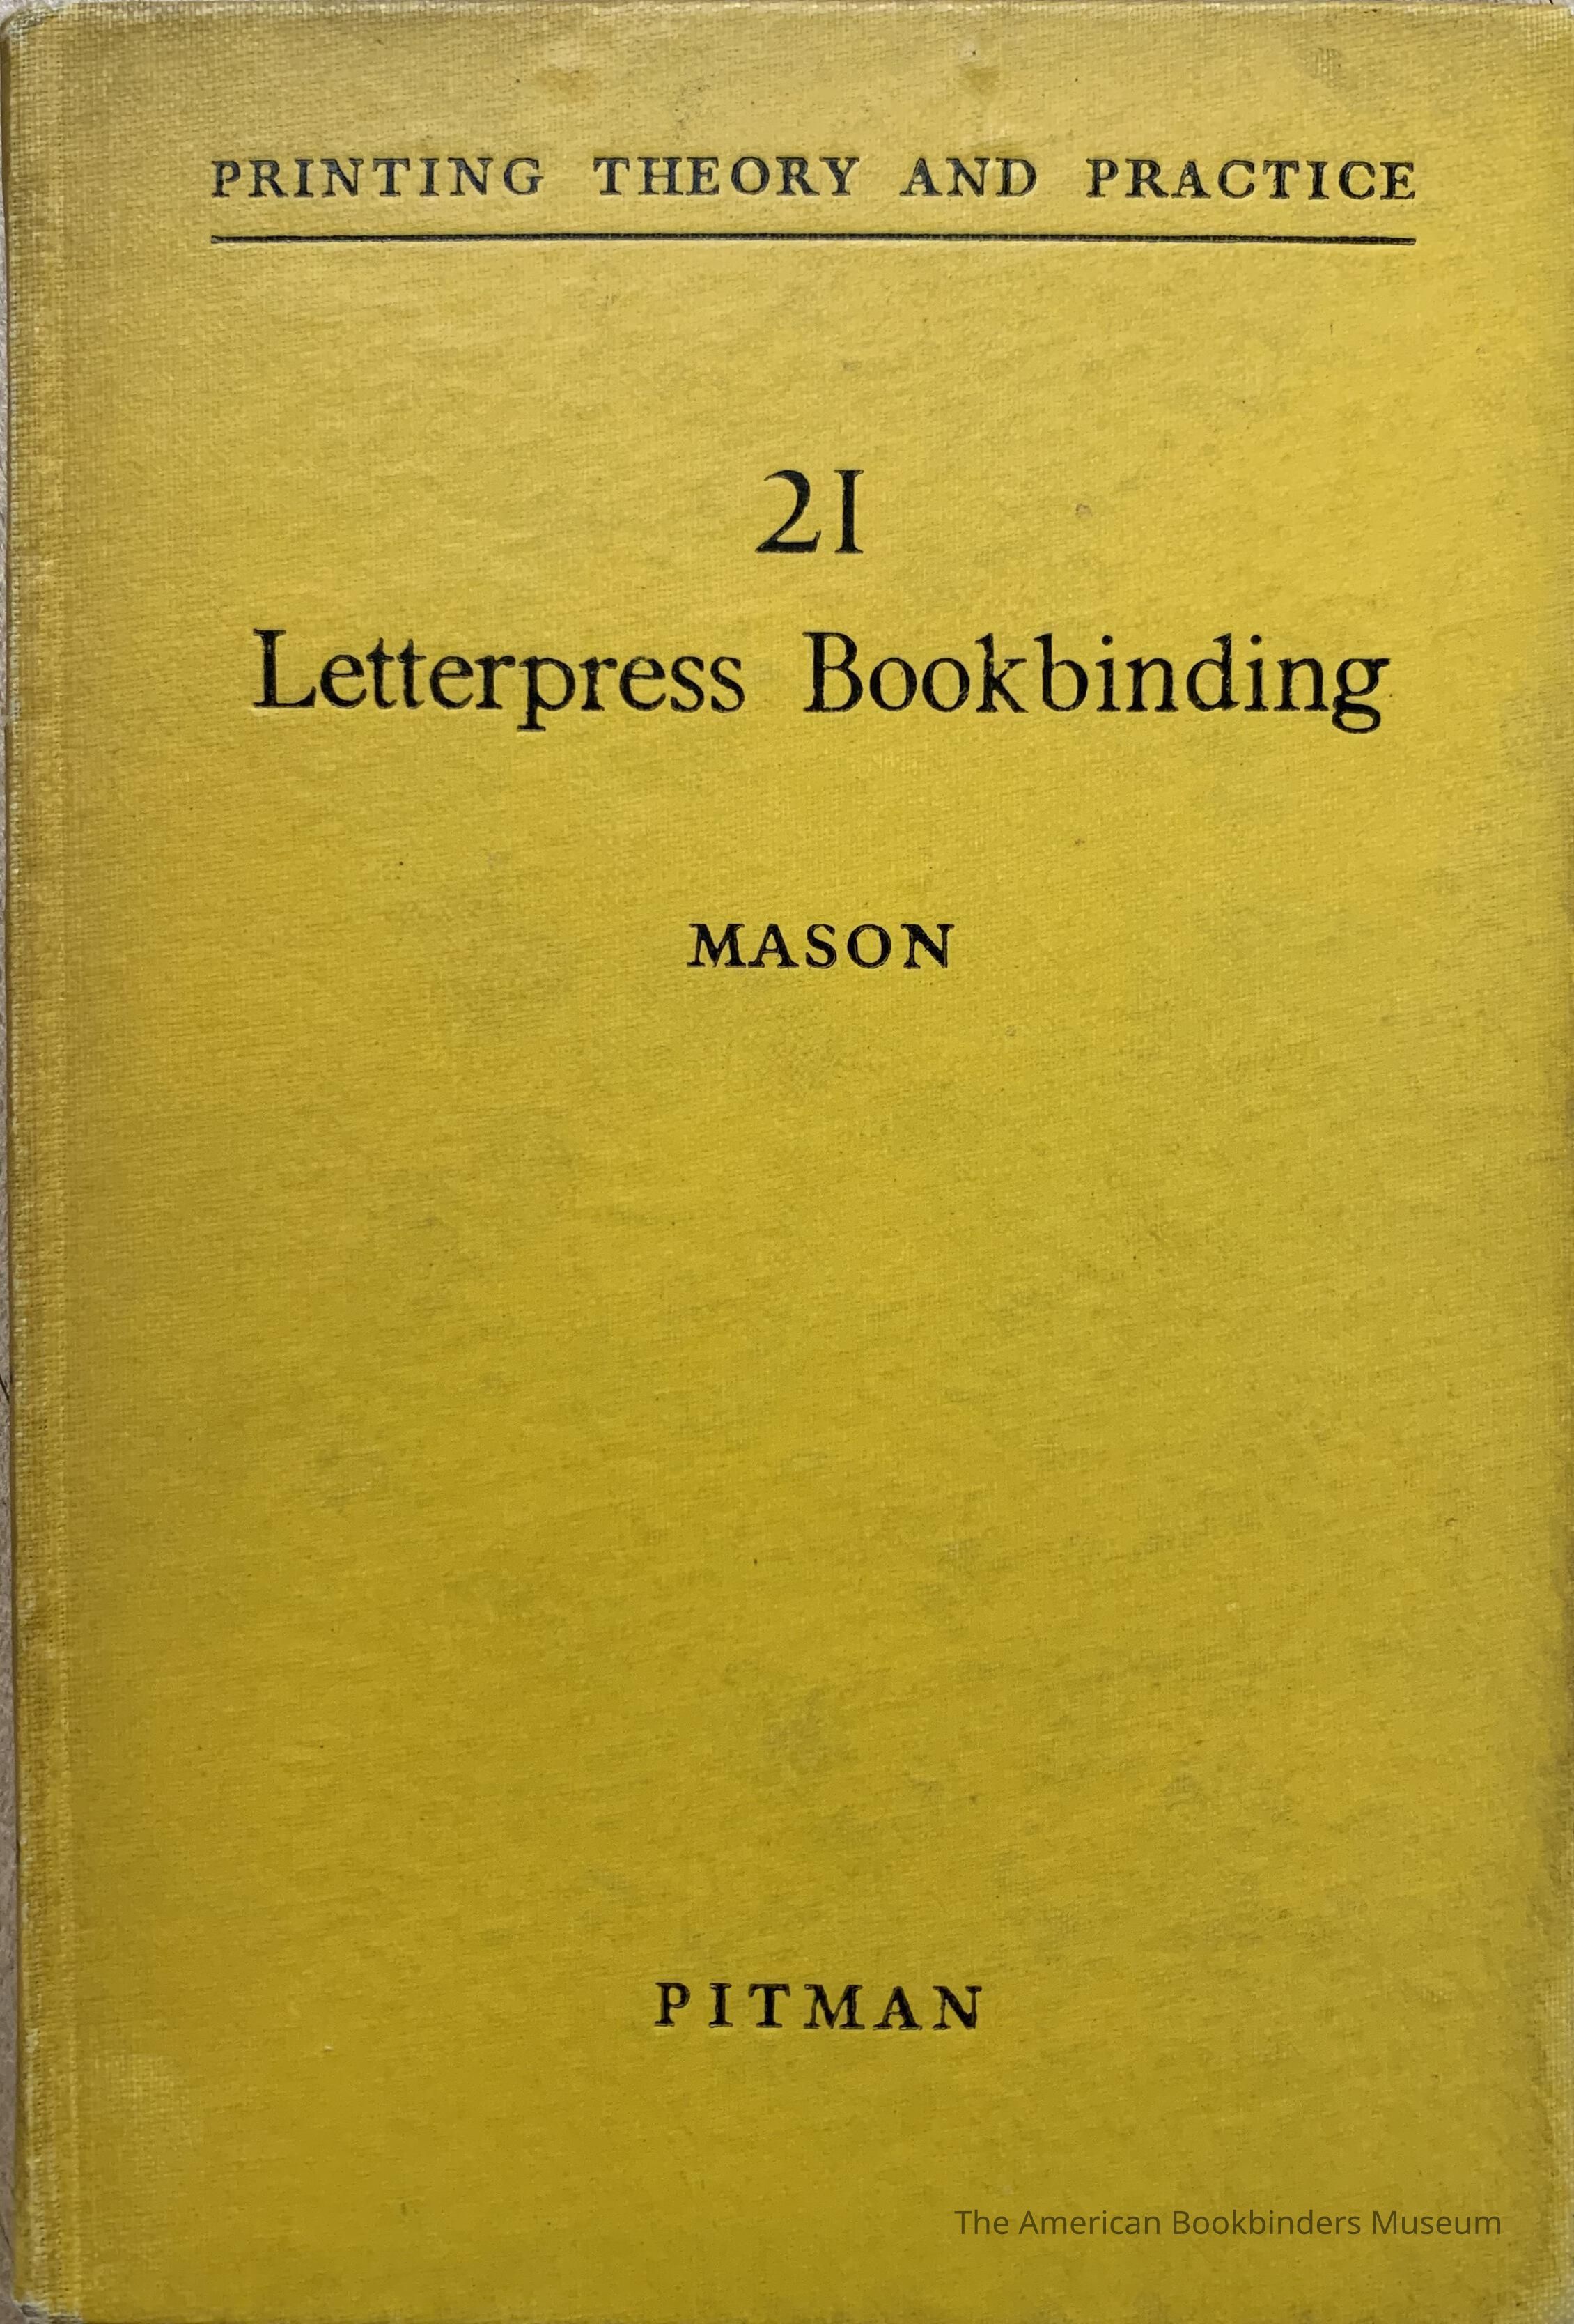 PRINTING THEORY AND PRACTICE
21
Letterpress Bookbinding
MASON
PITMAN
The American Bookbinders Museum